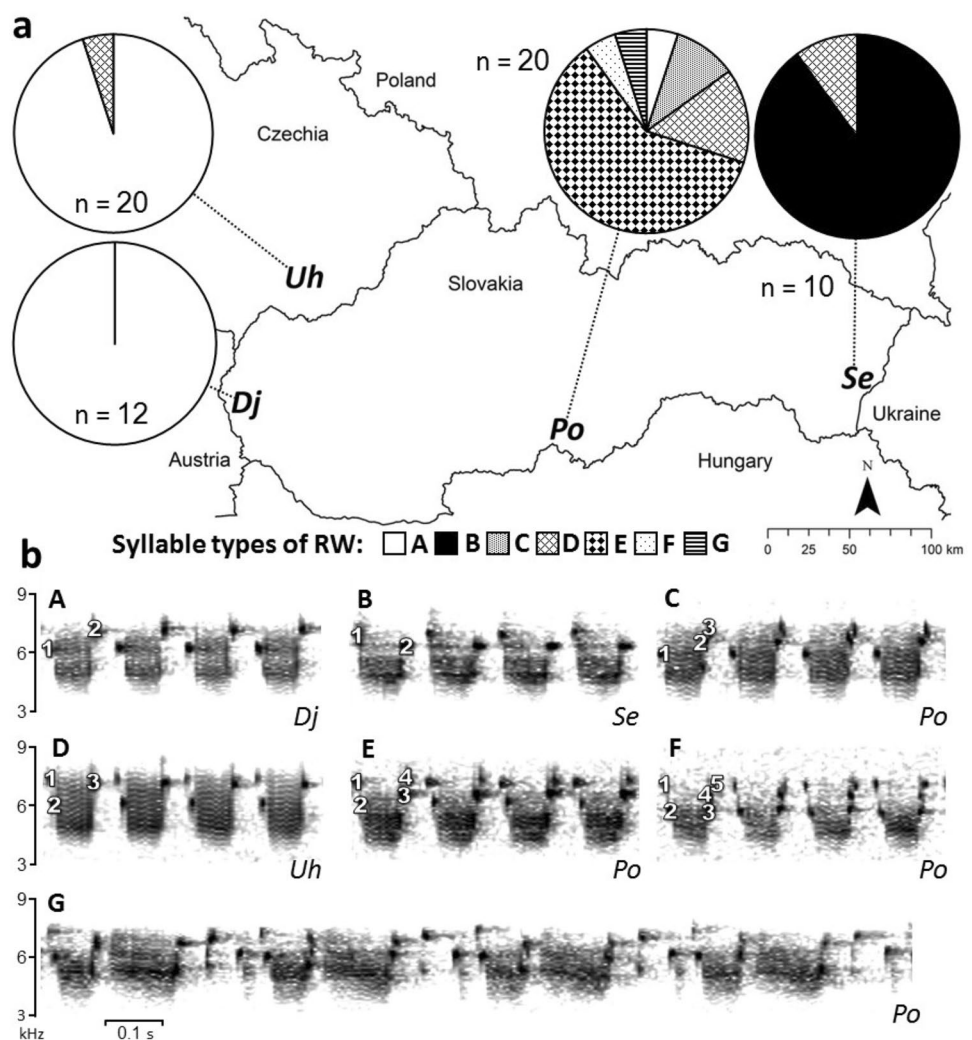 a
Poland
Czechia
n = 20
n = 20
Uh
Slovakia
n = 10
n = 12
Dj
Po
Se
Ukraine
Austria
Hungary
N
Syllable types of RW: A B C D E F G
0 25 50 100 km
b
9 A B C
1 2 1 2 1 2 3
6
3
Dj Se Po
9 D E F
1 3 1 4 1 5
2 2 3 2 4 3
6
3
Uh Po Po
9 G
6
3
Po
kHz 0.1 s